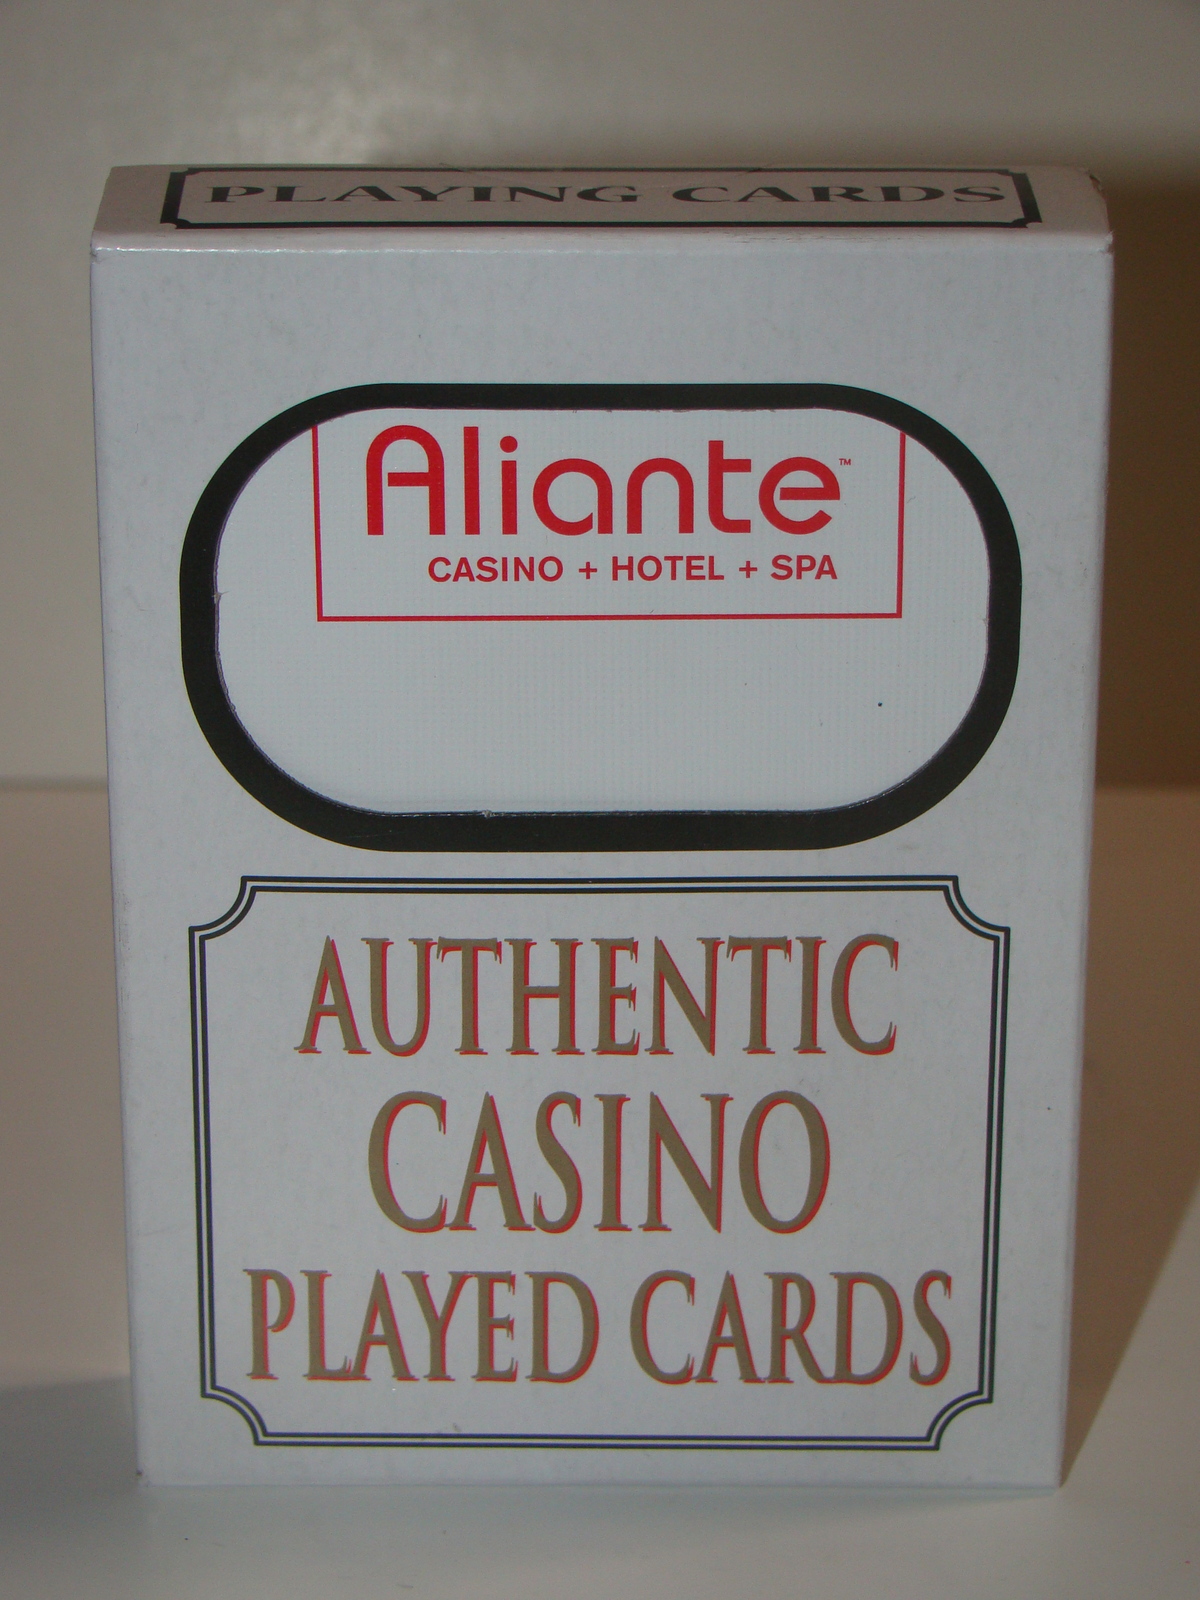 PLAYING CARDS
Aliante™
CASINO + HOTEL + SPA
AUTHENTIC
CASINO
PLAYED CARDS